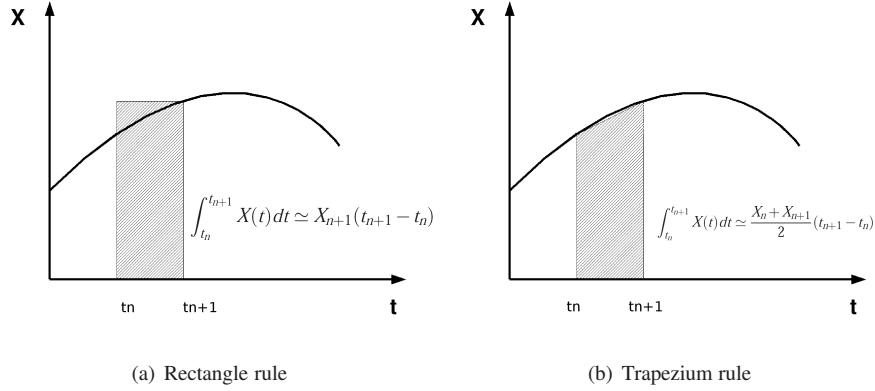 X
∫_{t_n}^{t_{n+1}} X(t)dt ≃ X_{n+1}(t_{n+1} − t_n)
t
tn tn+1
(a) Rectangle rule
X
∫_{t_n}^{t_{n+1}} X(t)dt ≃ \frac{X_n + X_{n+1}}{2}(t_{n+1} − t_n)
t
tn tn+1
(b) Trapezium rule